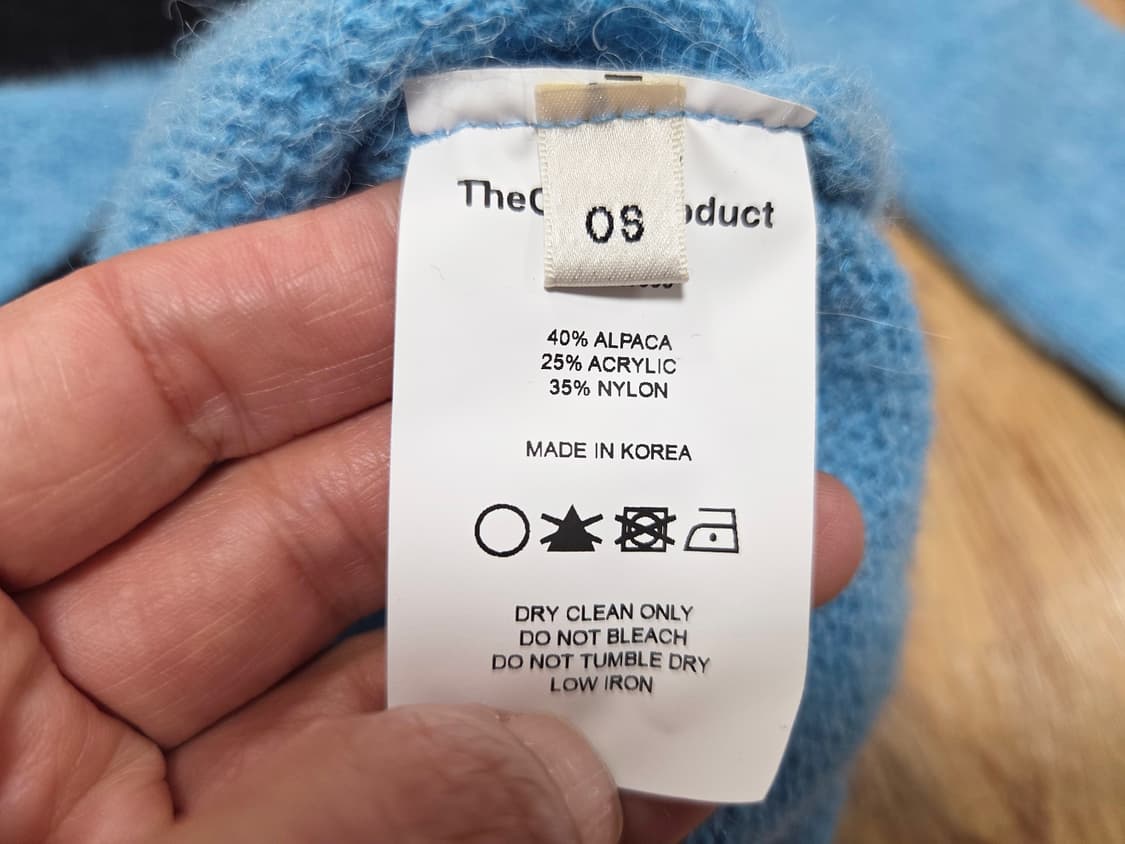 OS
40% ALPACA
25% ACRYLIC
35% NYLON
MADE IN KOREA
DRY CLEAN ONLY
DO NOT BLEACH
DO NOT TUMBLE DRY
LOW IRON